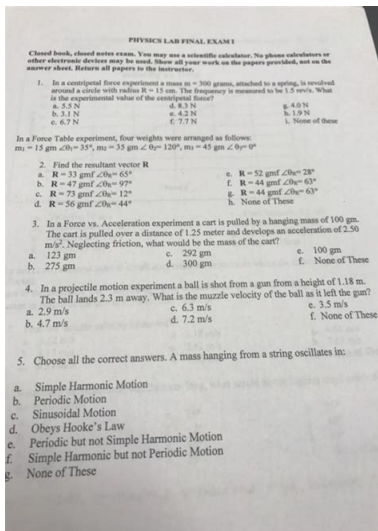 PHYSICS LAB FINAL EXAM I
Closed book, closed notes exam. You may use a scientific calculator. No phone calculators or
other electronic devices may be used. Show all your work on the papers provided, not on the
answer sheet. Return all papers to the instructor.
1. In a centripetal force experiment a mass m = 300 grams, attached to a spring, is revolved
around a circle with radius R = 15 cm. The frequency is measured to be 1.5 rev/s. What
is the experimental value of the centripetal force?
a. 5.5 N d. 8.3 N g. 4.0 N
b. 3.1 N e. 4.2 N h. 1.9 N
c. 6.7 N f. 7.7 N i. None of these
In a Force Table experiment, four weights were arranged as follows:
m₁ = 15 gm ∠θ₁= 35°, m₂ = 35 gm ∠θ₂= 120°, m₃ = 45 gm ∠θ₃= 0°
2. Find the resultant vector R
a. R = 33 gmf ∠θR= 65° e. R = 52 gmf ∠θR= 28°
b. R = 47 gmf ∠θR= 97° f. R = 44 gmf ∠θR= 63°
c. R = 73 gmf ∠θR= 12° g. R = 44 gmf ∠θR= 63°
d. R = 56 gmf ∠θR= 44° h. None of These
3. In a Force vs. Acceleration experiment a cart is pulled by a hanging mass of 100 gm.
The cart is pulled over a distance of 1.25 meter and develops an acceleration of 2.50
m/s². Neglecting friction, what would be the mass of the cart?
a. 123 gm c. 292 gm e. 100 gm
b. 275 gm d. 300 gm f. None of These
4. In a projectile motion experiment a ball is shot from a gun from a height of 1.18 m.
The ball lands 2.3 m away. What is the muzzle velocity of the ball as it left the gun?
a. 2.9 m/s c. 6.3 m/s e. 3.5 m/s
b. 4.7 m/s d. 7.2 m/s f. None of These
5. Choose all the correct answers. A mass hanging from a string oscillates in:
a. Simple Harmonic Motion
b. Periodic Motion
c. Sinusoidal Motion
d. Obeys Hooke's Law
e. Periodic but not Simple Harmonic Motion
f. Simple Harmonic but not Periodic Motion
g. None of These